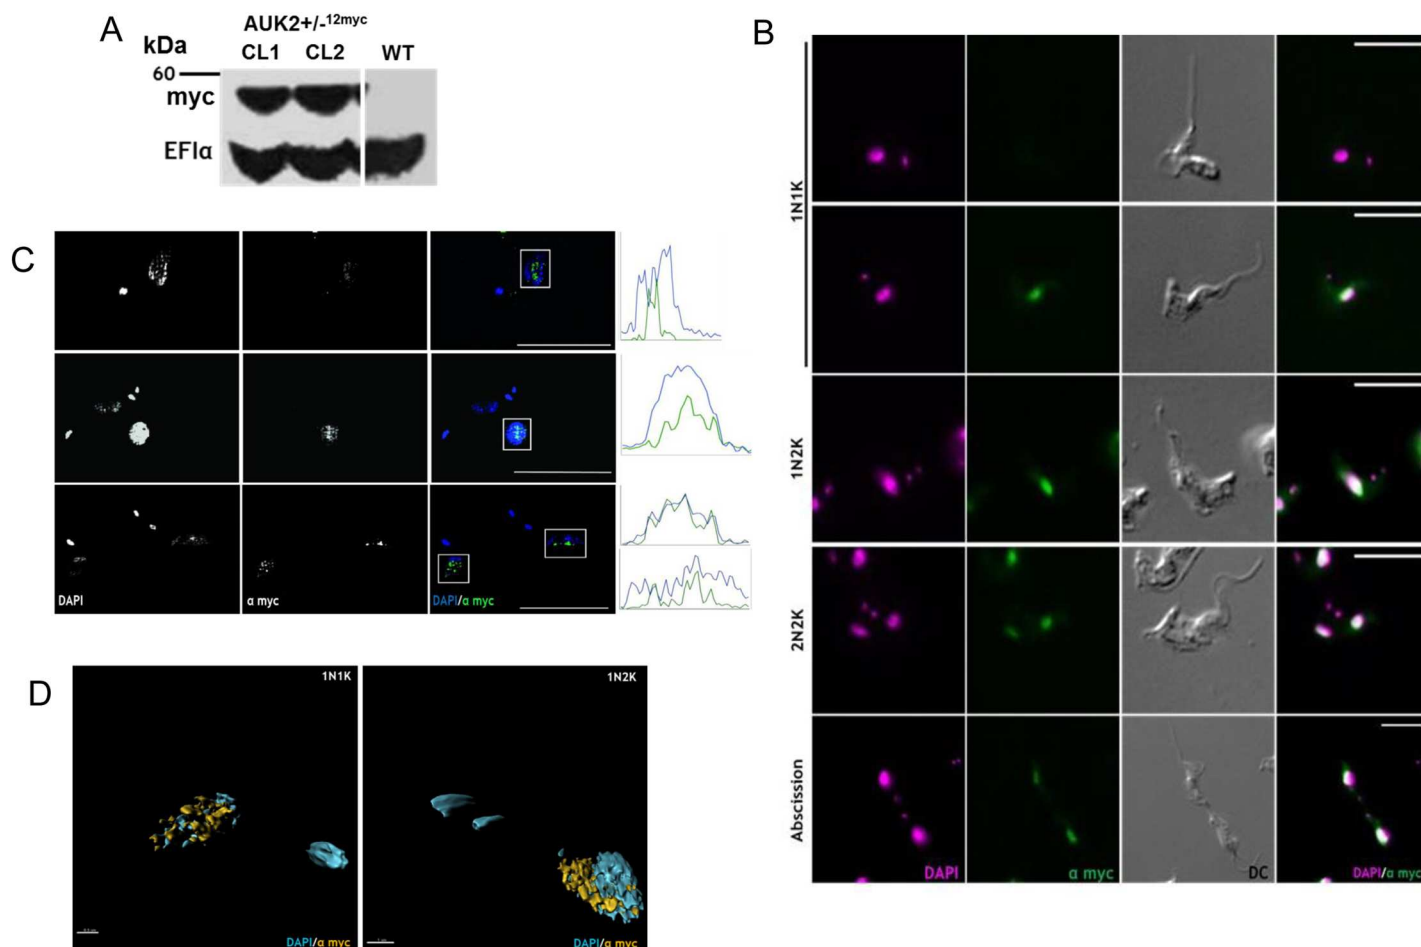 A
AUK2+/-12myc
kDa
CL1 CL2 WT
60
myc
EFIα
B
1N1K
1N2K
2N2K
Abscission
DAPI α myc DC DAPI/α myc
C
DAPI α myc DAPI/α myc
D
1N1K 1N2K
DAPI/α myc DAPI/α myc